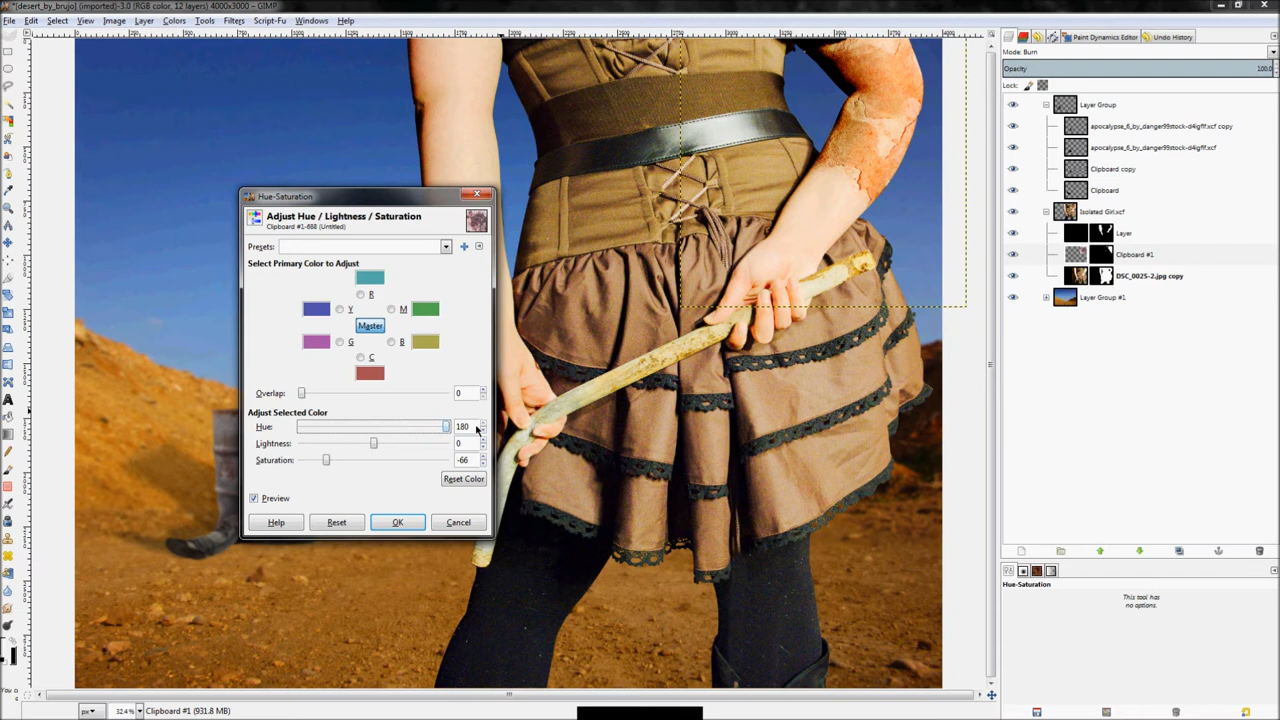 *[desert_by_brujo] (imported)-3.0 (RGB color, 12 layers) 4000x3000 – GIMP
File Edit Select View Image Layer Colors Tools Filters Script-Fu Windows Help
Paint Dynamics Editor Undo History
Mode: Burn
Opacity 100.0
Lock:
Layer Group
apocalypse_6_by_danger99stock-d4igflf.xcf copy
apocalypse_6_by_danger99stock-d4igflf.xcf
Clipboard copy
Clipboard
Isolated Girl.xcf
Layer
Clipboard #1
DSC_0025-2.jpg copy
Layer Group #1
Hue-Saturation
Adjust Hue / Lightness / Saturation
Clipboard #1-688 (Untitled)
Presets:
Select Primary Color to Adjust
R
Y M
Master
G B
C
Overlap: 0
Adjust Selected Color
Hue: 180
Lightness: 0
Saturation: -66
Reset Color
Preview
Help Reset OK Cancel
Hue-Saturation
This tool has
no options.
You c
px 32.4% Clipboard #1 (931.8 MB)